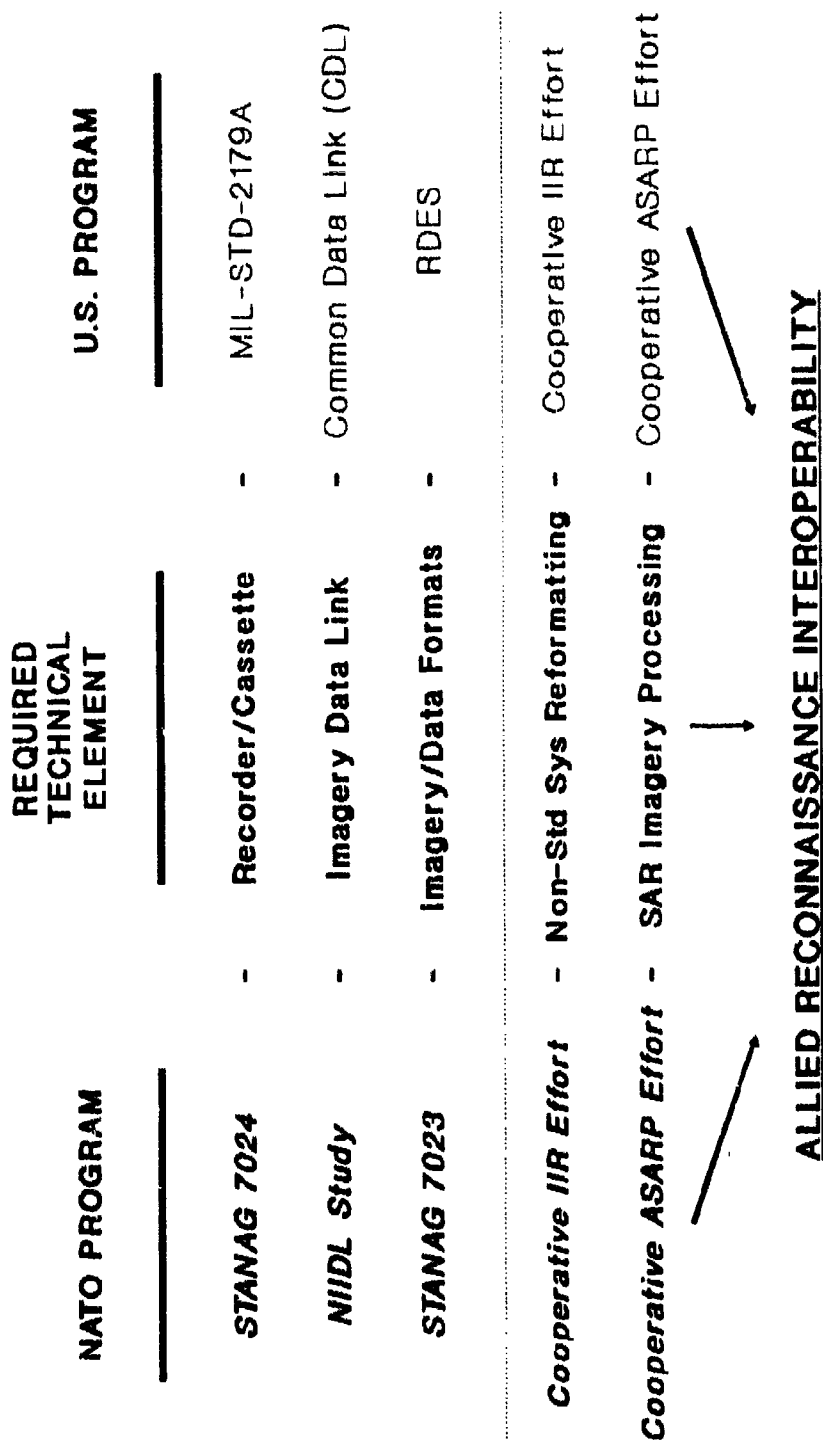 NATO PROGRAM
REQUIRED
TECHNICAL
ELEMENT
U.S. PROGRAM
STANAG 7024 - Recorder/Cassette - MIL-STD-2179A
NIIDL Study - Imagery Data Link - Common Data Link (CDL)
STANAG 7023 - Imagery/Data Formats - RDES
Cooperative IIR Effort - Non-Std Sys Reformatting - Cooperative IIR Effort
Cooperative ASARP Effort - SAR Imagery Processing - Cooperative ASARP Effort
ALLIED RECONNAISSANCE INTEROPERABILITY